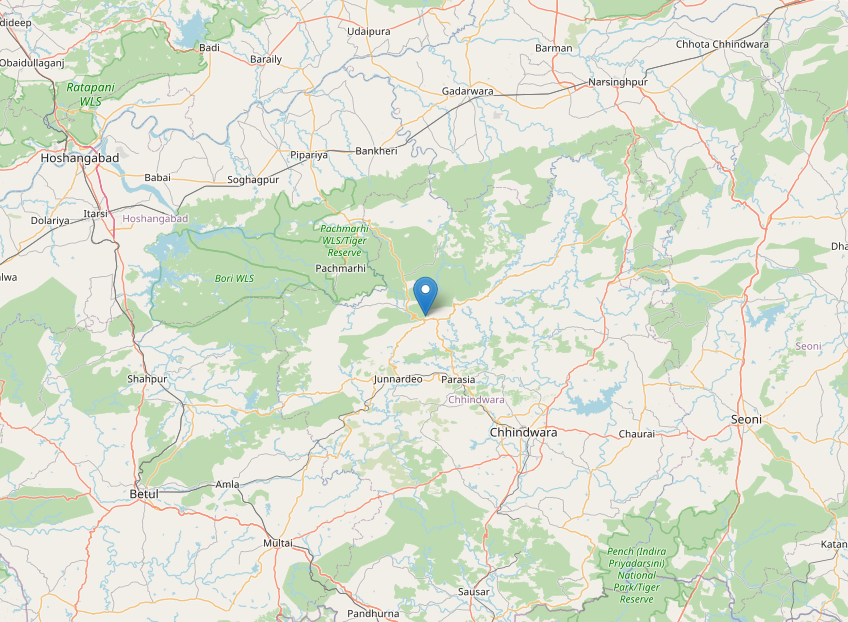 dideep
Udaipura
Badi
Barman
Chhota Chhindwara
Obaidullaganj
Baraily
Ratapani
WLS
Gadarwara
Narsinghpur
Hoshangabad
Pipariya
Bankheri
Babai
Soghagpur
Dolariya
Itarsi
Hoshangabad
Pachmarhi
WLS/Tiger
Reserve
Dha
alwa
Bori WLS
Pachmarhi
Seoni
Shahpur
Junnardeo
Parasia
Chhindwara
Seoni
Chhindwara
Chaurai
Amla
Betul
Multai
Pench (Indira
Priyadarsini)
National
Park/Tiger
Reserve
Katan
Sausar
Pandhurna